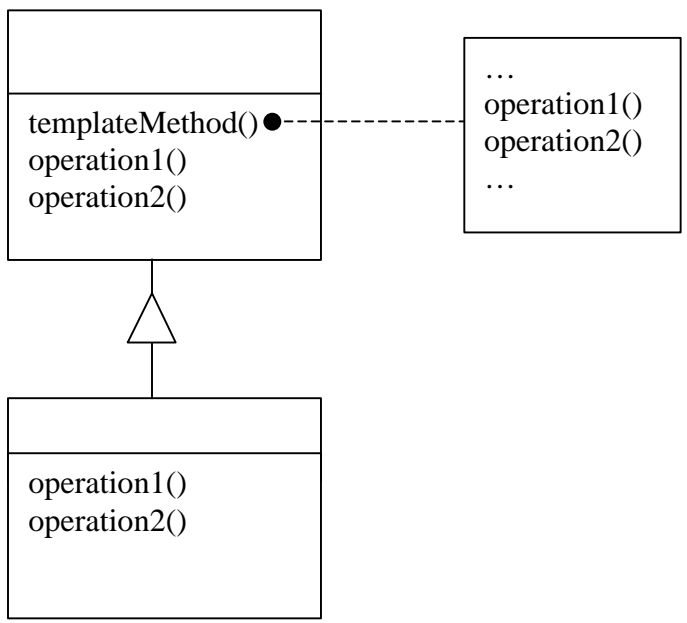 templateMethod()
operation1()
operation2()
…
operation1()
operation2()
…
operation1()
operation2()